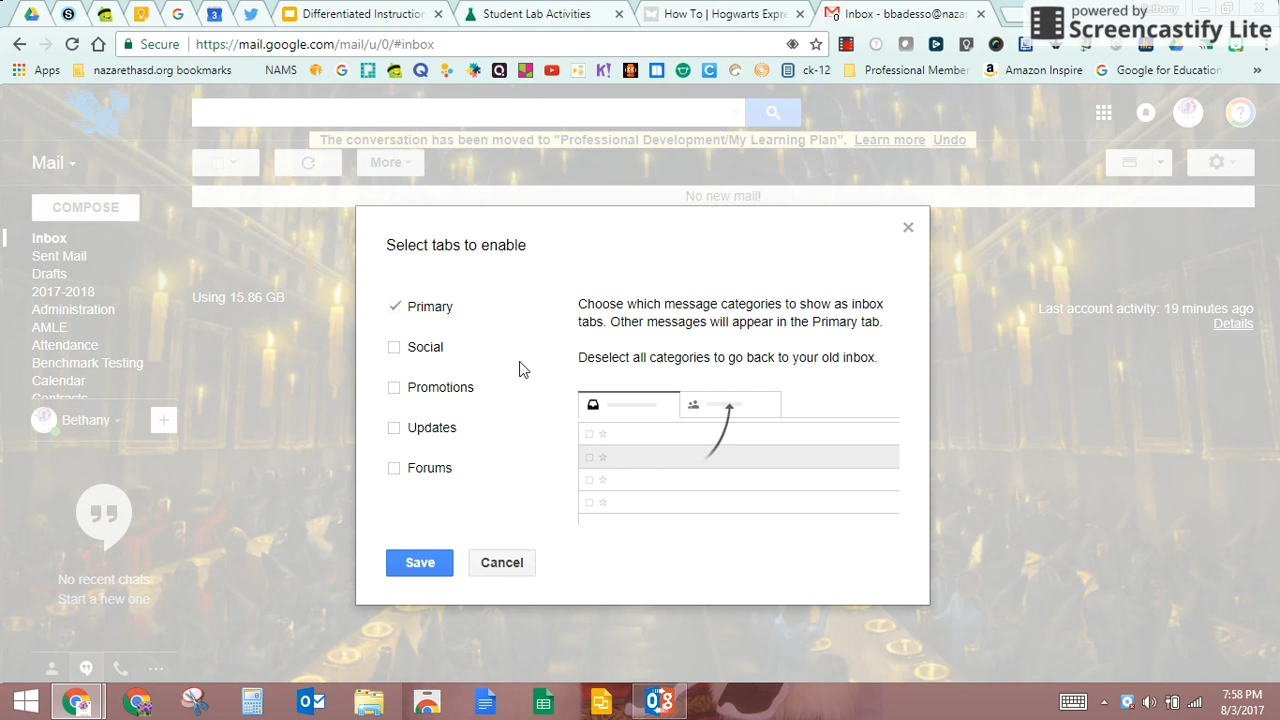 powered by
Screencastify Lite
Differentiated Instruction
Student Lab Activities
How To | Hogwarts Expr
Inbox - bbadesso@nazar
Bethany
Secure
https://mail.google.com/mail/u/0/#inbox
Apps
nazarethasd.org bookmarks
NAMS
ck-12
Professional Member
Amazon Inspire
Google for Education
The conversation has been moved to "Professional Development/My Learning Plan". Learn more Undo
Mail
More
No new mail!
COMPOSE
Inbox
Sent Mail
Drafts
2017-2018
Administration
AMLE
Attendance
Benchmark Testing
Calendar
Contracts
Using 15.86 GB
Last account activity: 19 minutes ago
Details
Select tabs to enable
Primary
Social
Promotions
Updates
Forums
Choose which message categories to show as inbox
tabs. Other messages will appear in the Primary tab.
Deselect all categories to go back to your old inbox.
Save
Cancel
Bethany
No recent chats
Start a new one
7:58 PM
8/3/2017